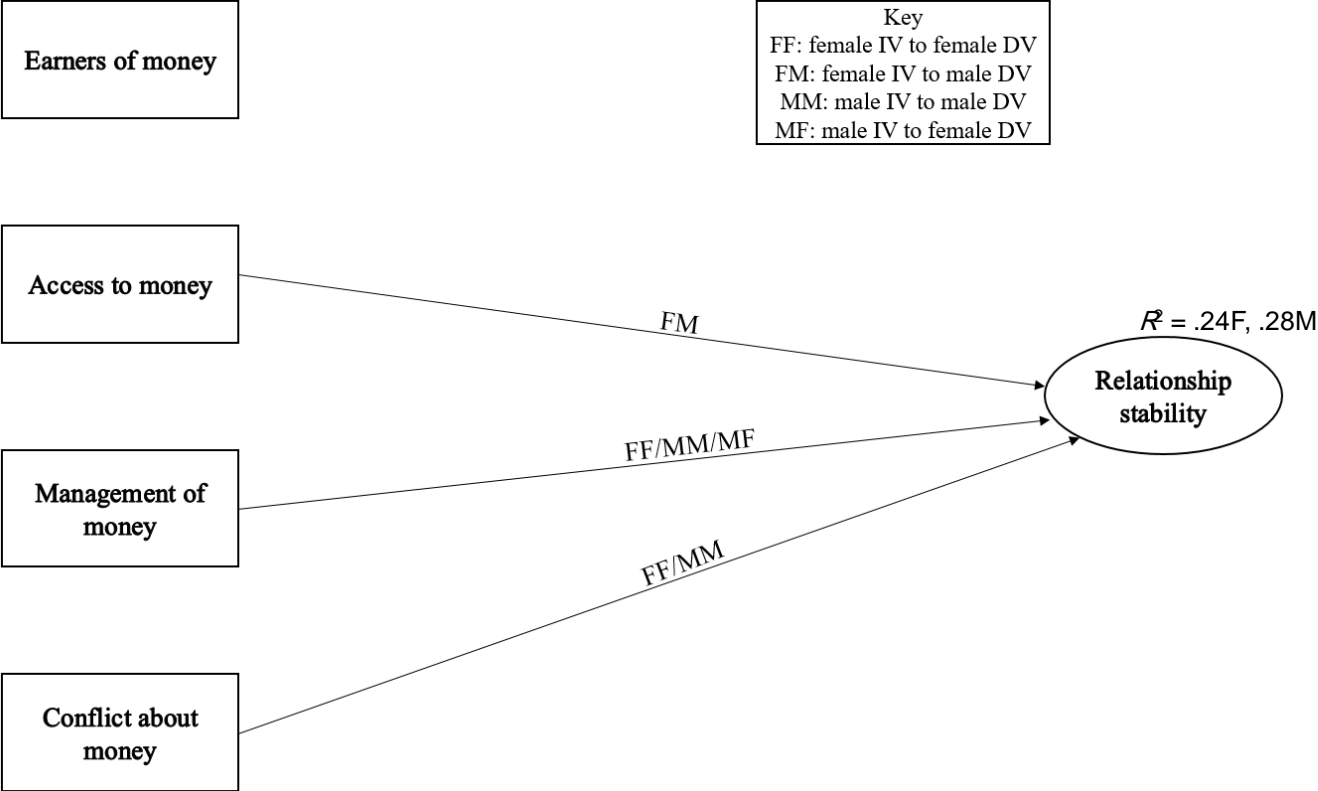 Earners of money
Key
FF: female IV to female DV
FM: female IV to male DV
MM: male IV to male DV
MF: male IV to female DV
Access to money
FM
R² = .24F, .28M
Relationship
stability
FF/MM/MF
Management of
money
FF/MM
Conflict about
money